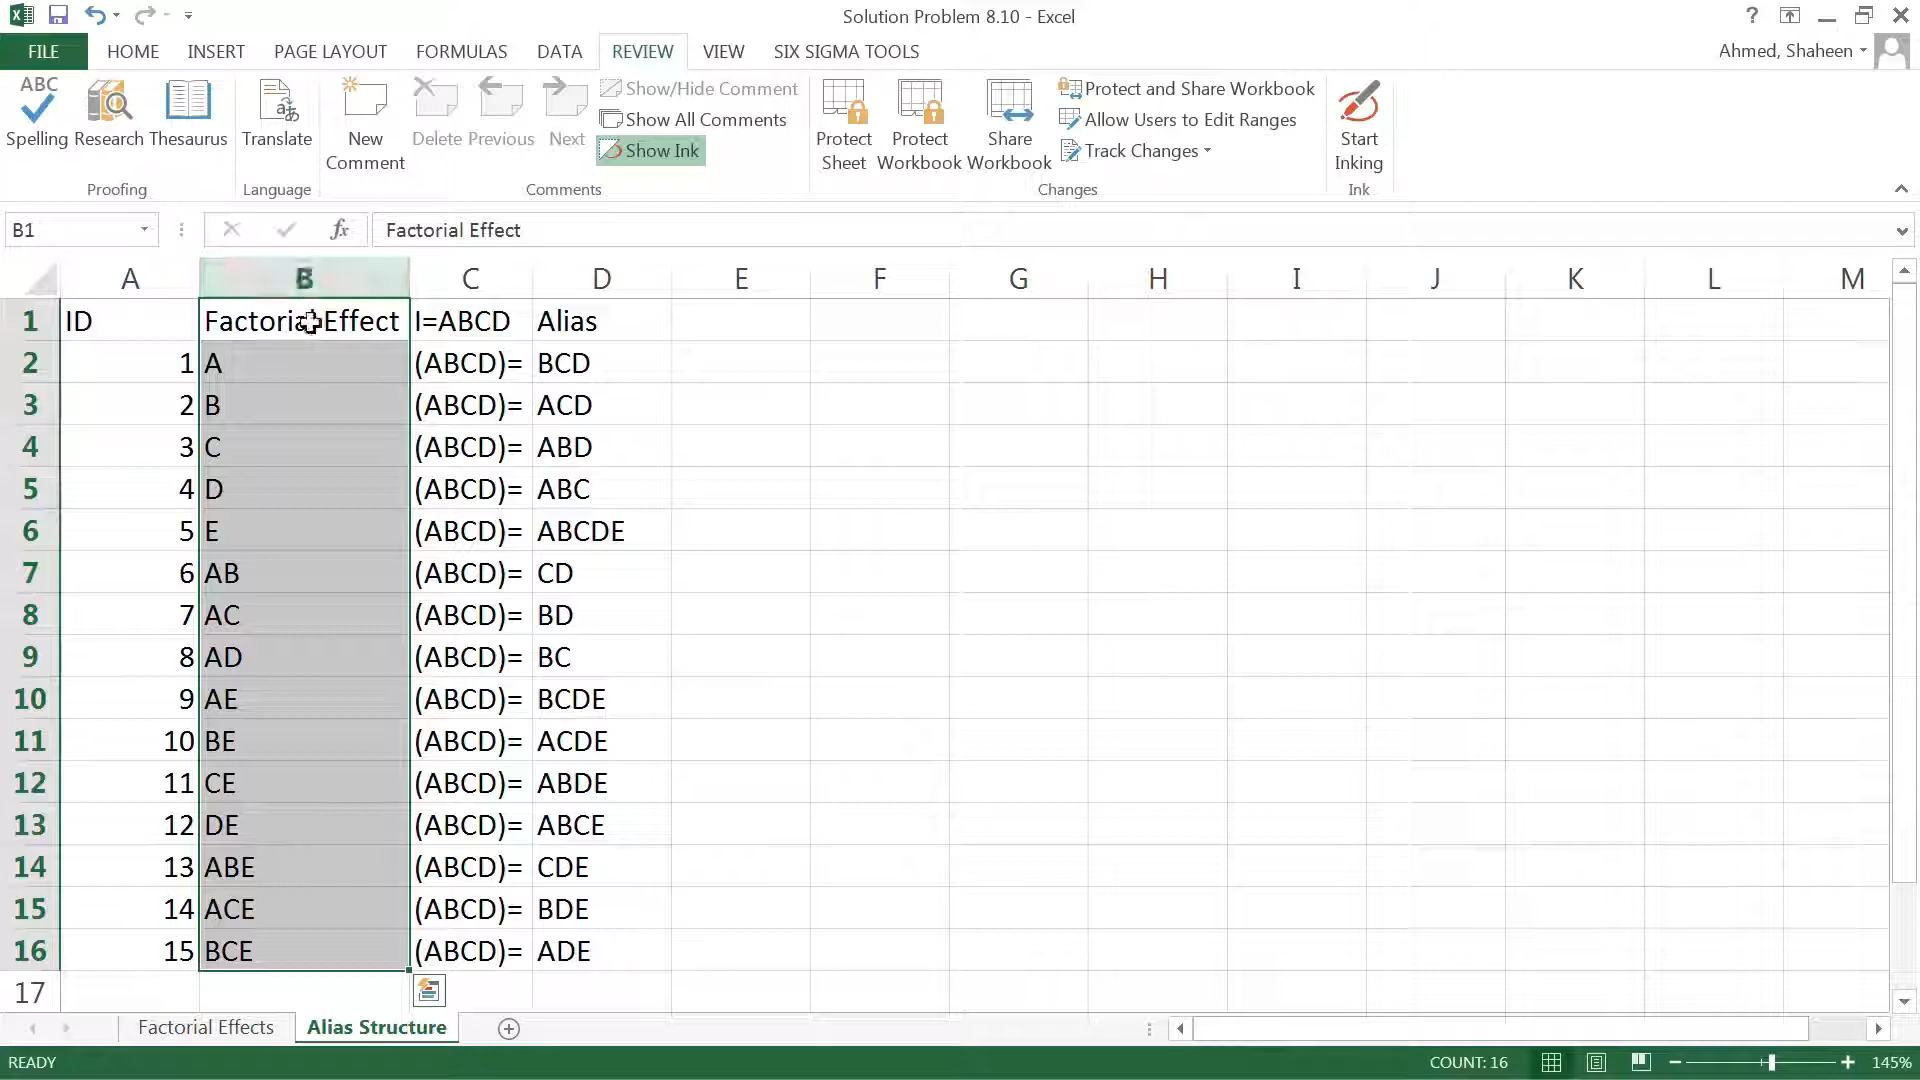 Solution Problem 8.10 - Excel
?
FILE HOME INSERT PAGE LAYOUT FORMULAS DATA REVIEW VIEW SIX SIGMA TOOLS Ahmed, Shaheen
ABC
Spelling Research Thesaurus Translate New Comment Delete Previous Next
Show/Hide Comment
Show All Comments
Show Ink
Protect Sheet Protect Workbook Share Workbook
Protect and Share Workbook
Allow Users to Edit Ranges
Track Changes
Start Inking
Proofing Language Comments Changes Ink
B1 fx Factorial Effect
A B C D E F G H I J K L M
1 ID Factorial Effect I=ABCD Alias
2 1 A (ABCD)= BCD
3 2 B (ABCD)= ACD
4 3 C (ABCD)= ABD
5 4 D (ABCD)= ABC
6 5 E (ABCD)= ABCDE
7 6 AB (ABCD)= CD
8 7 AC (ABCD)= BD
9 8 AD (ABCD)= BC
10 9 AE (ABCD)= BCDE
11 10 BE (ABCD)= ACDE
12 11 CE (ABCD)= ABDE
13 12 DE (ABCD)= ABCE
14 13 ABE (ABCD)= CDE
15 14 ACE (ABCD)= BDE
16 15 BCE (ABCD)= ADE
17
Factorial Effects Alias Structure
READY COUNT: 16 145%